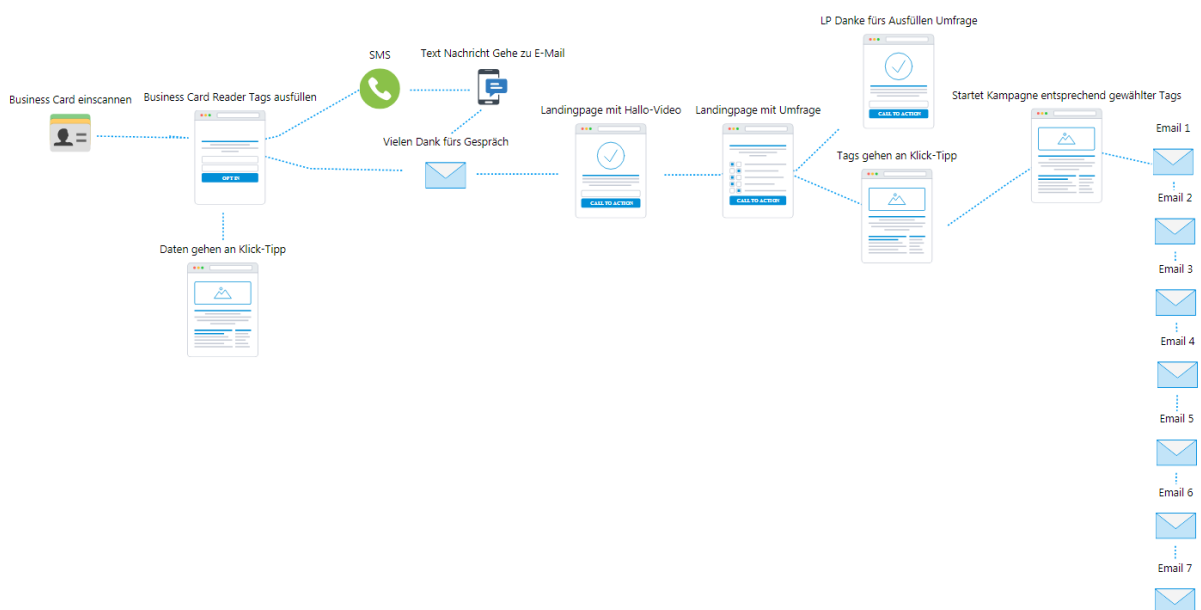 LP Danke fürs Ausfüllen Umfrage
SMS
Text Nachricht Gehe zu E-Mail
Business Card einscannen
Business Card Reader Tags ausfüllen
Landingpage mit Hallo-Video
Landingpage mit Umfrage
Startet Kampagne entsprechend gewählter Tags
CALL TO ACTION
Email 1
Vielen Dank fürs Gespräch
Tags gehen an Klick-Tipp
OPT IN
CALL TO ACTION
CALL TO ACTION
Email 2
Daten gehen an Klick-Tipp
Email 3
Email 4
Email 5
Email 6
Email 7